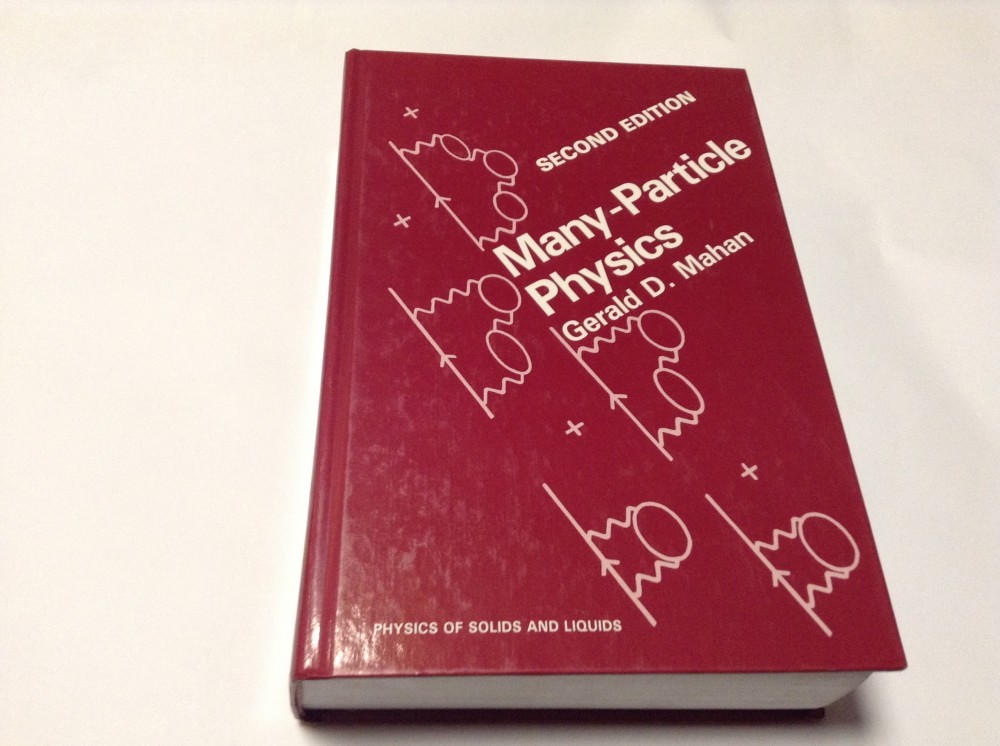 SECOND EDITION
Many-Particle
Physics
Gerald D. Mahan
PHYSICS OF SOLIDS AND LIQUIDS